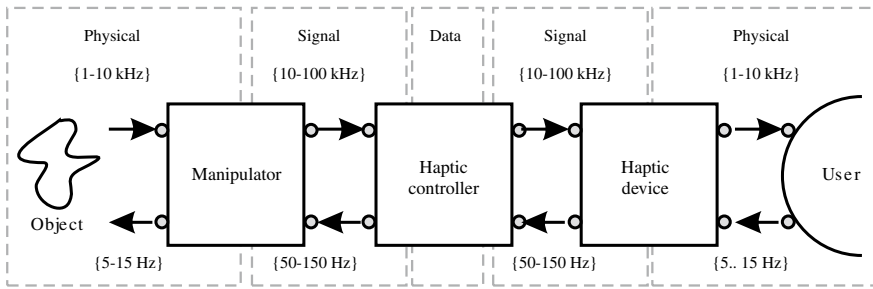 Physical
Signal
Data
Signal
Physical
{1-10 kHz}
{10-100 kHz}
{10-100 kHz}
{1-10 kHz}
Manipulator
Haptic
controller
Haptic
device
User
Object
{5-15 Hz}
{50-150 Hz}
{50-150 Hz}
{5.. 15 Hz}